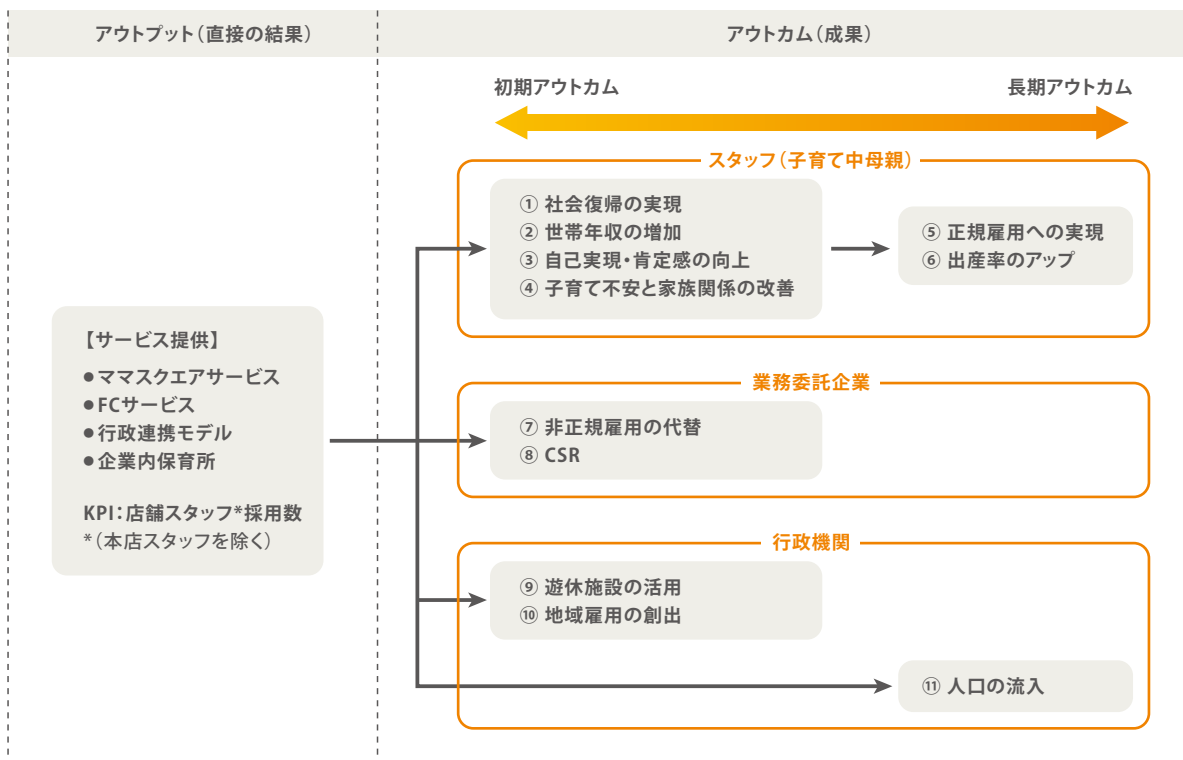 アウトプット（直接の結果）
アウトカム（成果）
初期アウトカム
長期アウトカム
スタッフ（子育て中母親）
① 社会復帰の実現
② 世帯年収の増加
③ 自己実現・肯定感の向上
④ 子育て不安と家族関係の改善
⑤ 正規雇用への実現
⑥ 出産率のアップ
【サービス提供】
●ママスクエアサービス
●FCサービス
●行政連携モデル
●企業内保育所
KPI：店舗スタッフ*採用数
*（本店スタッフを除く）
業務委託企業
⑦ 非正規雇用の代替
⑧ CSR
行政機関
⑨ 遊休施設の活用
⑩ 地域雇用の創出
⑪ 人口の流入